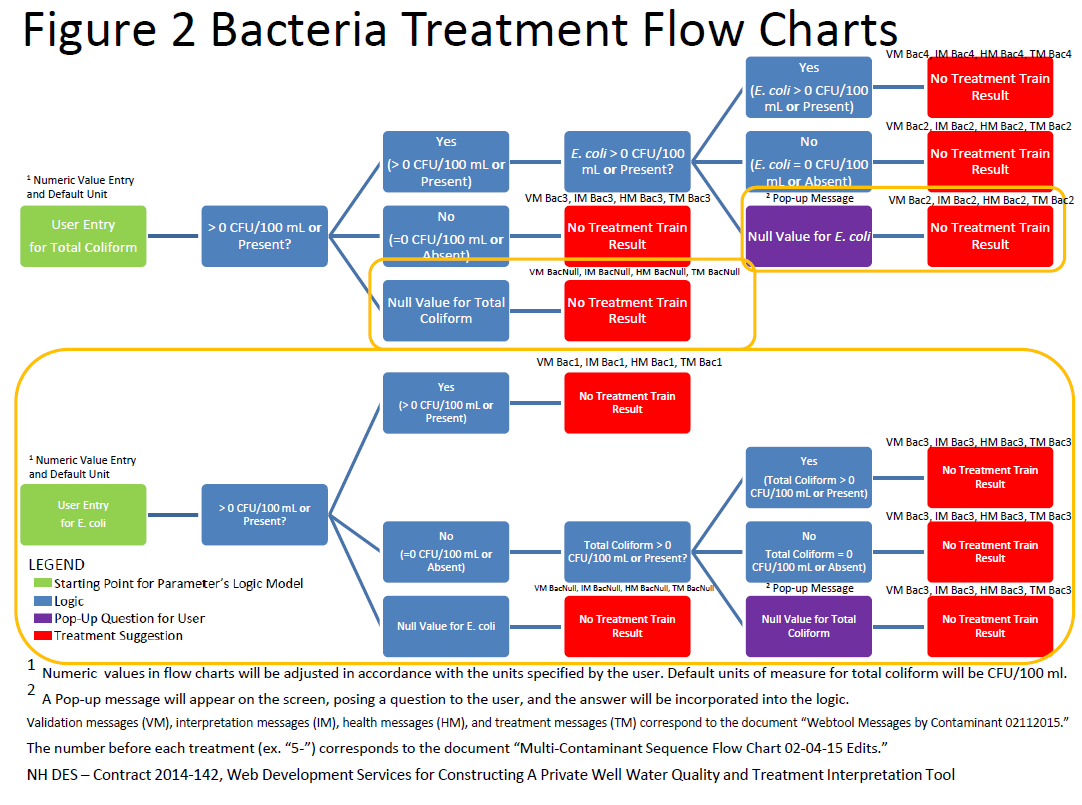 Figure 2 Bacteria Treatment Flow Charts
VM Bac4, IM Bac4, HM Bac4, TM Bac4
Yes
(E. coli > 0 CFU/100
mL or Present)
No Treatment Train
Result
VM Bac2, IM Bac2, HM Bac2, TM Bac2
Yes
(> 0 CFU/100 mL or
Present)
E. coli > 0 CFU/100
mL or Present?
No
(E. coli = 0 CFU/100
mL or Absent)
No Treatment Train
Result
¹ Numeric Value Entry
and Default Unit
User Entry
for Total Coliform
> 0 CFU/100 mL or
Present?
VM Bac3, IM Bac3, HM Bac3, TM Bac3
No
(=0 CFU/100 mL or
Absent)
No Treatment Train
Result
² Pop-up Message
VM Bac2, IM Bac2, HM Bac2, TM Bac2
Null Value for E. coli
No Treatment Train
Result
VM BacNull, IM BacNull, HM BacNull, TM BacNull
Null Value for Total
Coliform
No Treatment Train
Result
VM Bac1, IM Bac1, HM Bac1, TM Bac1
Yes
(> 0 CFU/100 mL or
Present)
No Treatment Train
Result
¹ Numeric Value Entry
and Default Unit
User Entry
for E. coli
> 0 CFU/100 mL or
Present?
VM Bac3, IM Bac3, HM Bac3, TM Bac3
Yes
(Total Coliform > 0
CFU/100 mL or Present)
No Treatment Train
Result
VM Bac3, IM Bac3, HM Bac3, TM Bac3
No
(=0 CFU/100 mL or
Absent)
Total Coliform > 0
CFU/100 mL or Present?
No
Total Coliform = 0
CFU/100 mL or Absent)
No Treatment Train
Result
VM BacNull, IM BacNull, HM BacNull, TM BacNull
Null Value for E. coli
No Treatment Train
Result
² Pop-up Message
VM Bac3, IM Bac3, HM Bac3, TM Bac3
Null Value for Total
Coliform
No Treatment Train
Result
LEGEND
Starting Point for Parameter's Logic Model
Logic
Pop-Up Question for User
Treatment Suggestion
1 Numeric values in flow charts will be adjusted in accordance with the units specified by the user. Default units of measure for total coliform will be CFU/100 ml.
2 A Pop-up message will appear on the screen, posing a question to the user, and the answer will be incorporated into the logic.
Validation messages (VM), interpretation messages (IM), health messages (HM), and treatment messages (TM) correspond to the document “Webtool Messages by Contaminant 02112015.”
The number before each treatment (ex. “5-”) corresponds to the document “Multi-Contaminant Sequence Flow Chart 02-04-15 Edits.”
NH DES – Contract 2014-142, Web Development Services for Constructing A Private Well Water Quality and Treatment Interpretation Tool